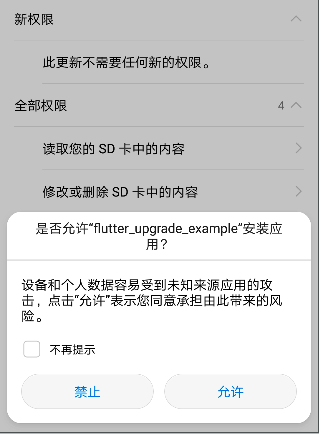 新权限
此更新不需要任何新的权限。
全部权限 4
读取您的 SD 卡中的内容
修改或删除 SD 卡中的内容
是否允许“flutter_upgrade_example”安装应
用？
设备和个人数据容易受到未知来源应用的攻
击，点击“允许”表示您同意承担由此带来的风
险。
不再提示
禁止 允许